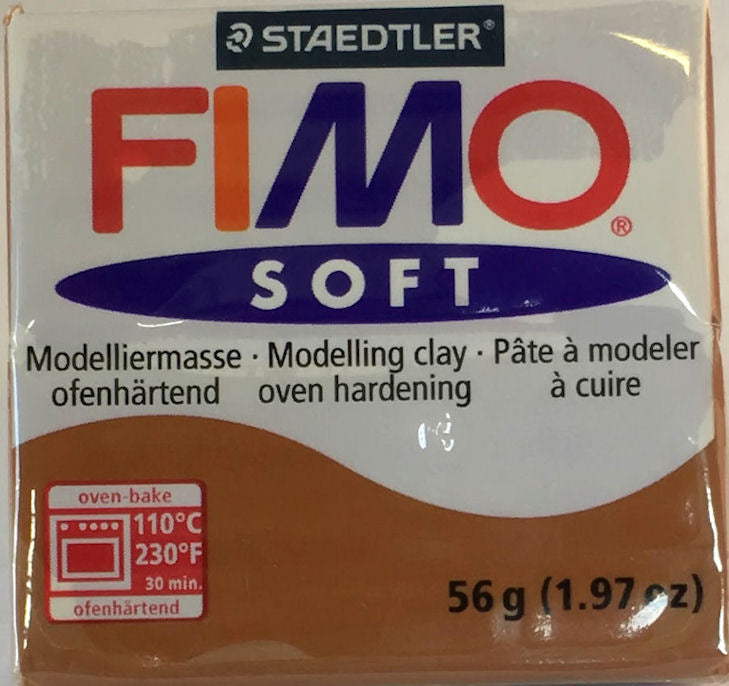 STAEDTLER®
FIMO®
SOFT
Modelliermasse · Modelling clay · Pâte à modeler
ofenhärtend oven hardening à cuire
oven-bake
110°C
230°F
30 min.
ofenhärtend
56 g (1.97 oz)